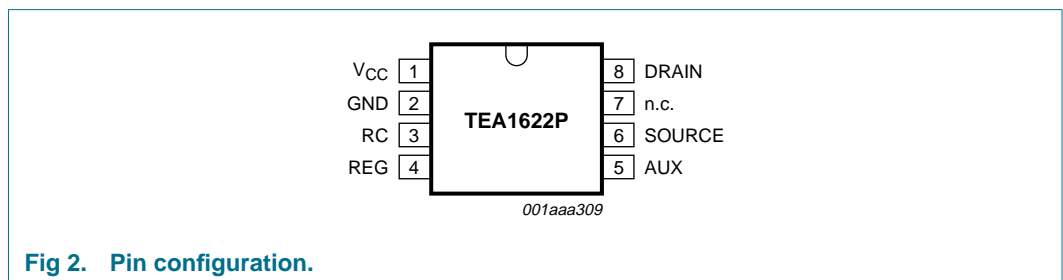 V_CC 1 8 DRAIN
GND 2 7 n.c.
TEA1622P
RC 3 6 SOURCE
REG 4 5 AUX
001aaa309
Fig 2. Pin configuration.